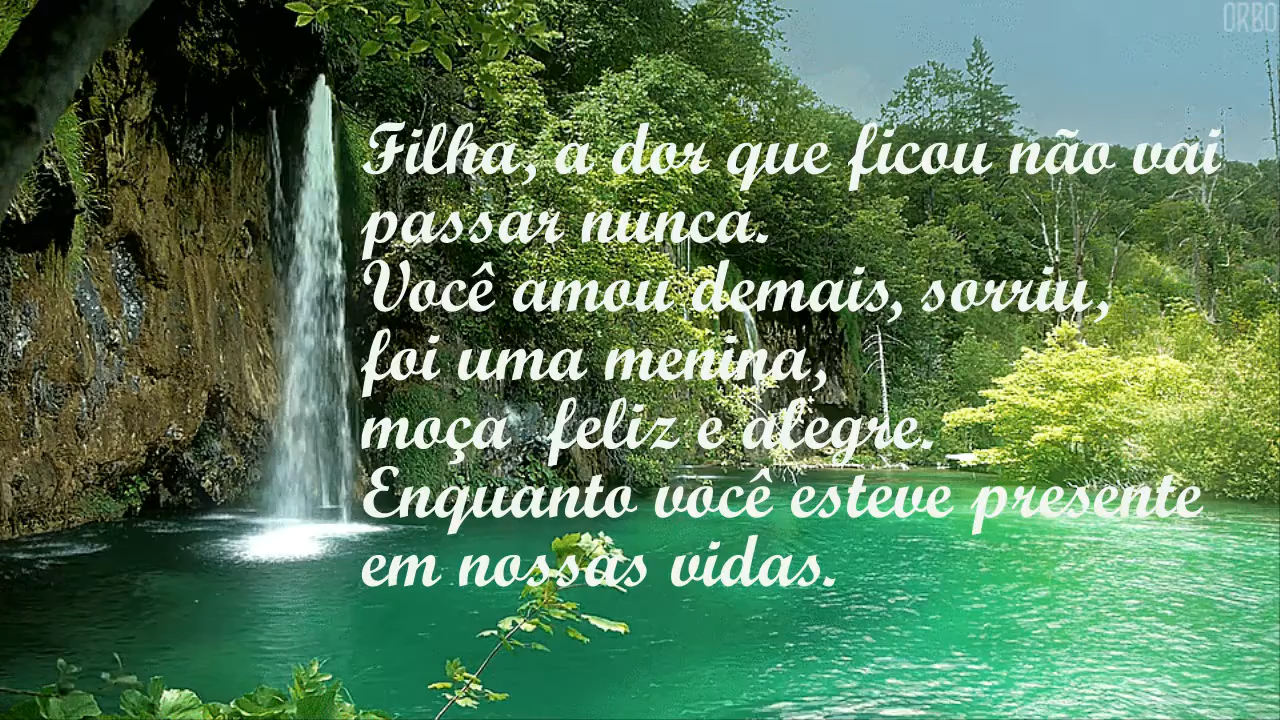 ORBO
Filha, a dor que ficou não vai
passar nunca.
Você amou demais, sorriu,
foi uma menina,
moça feliz e alegre.
Enquanto você esteve presente
em nossas vidas.